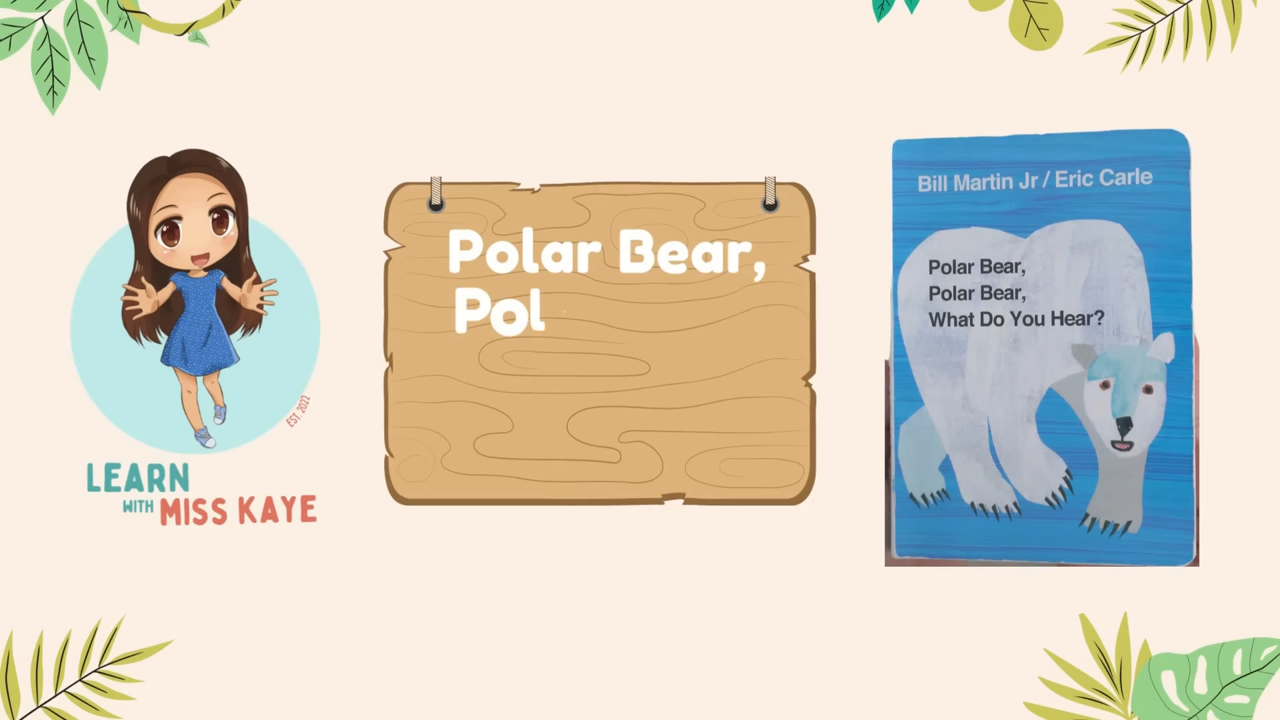 EST. 2022
LEARN
WITH MISS KAYE
Polar Bear,
Pol
Bill Martin Jr / Eric Carle
Polar Bear,
Polar Bear,
What Do You Hear?